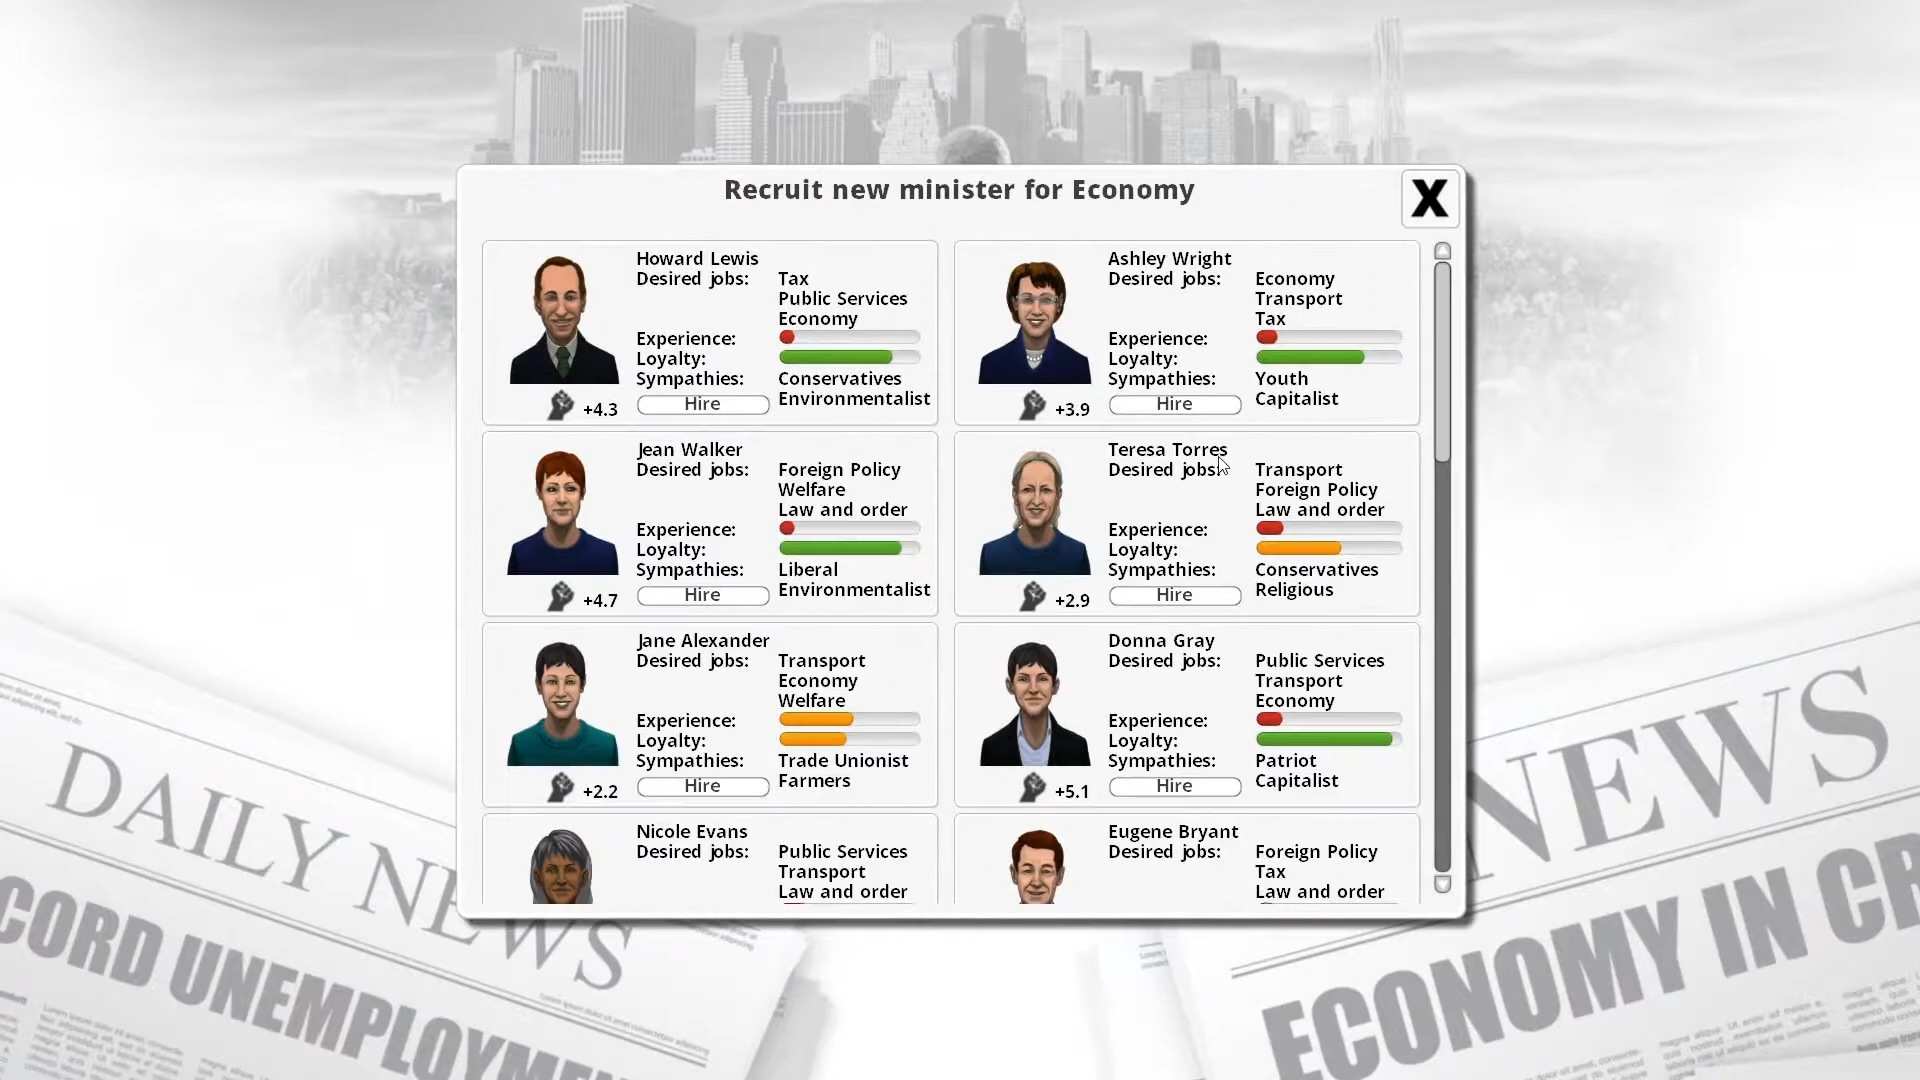 Recruit new minister for Economy
X
Howard Lewis
Desired jobs: Tax
Public Services
Economy
Experience:
Loyalty:
Sympathies: Conservatives
Environmentalist
+4.3 Hire
Ashley Wright
Desired jobs: Economy
Transport
Tax
Experience:
Loyalty:
Sympathies: Youth
Capitalist
+3.9 Hire
Jean Walker
Desired jobs: Foreign Policy
Welfare
Law and order
Experience:
Loyalty:
Sympathies: Liberal
Environmentalist
+4.7 Hire
Teresa Torres
Desired jobs: Transport
Foreign Policy
Law and order
Experience:
Loyalty:
Sympathies: Conservatives
Religious
+2.9 Hire
Jane Alexander
Desired jobs: Transport
Economy
Welfare
Experience:
Loyalty:
Sympathies: Trade Unionist
Farmers
+2.2 Hire
Donna Gray
Desired jobs: Public Services
Transport
Economy
Experience:
Loyalty:
Sympathies: Patriot
Capitalist
+5.1 Hire
Nicole Evans
Desired jobs: Public Services
Transport
Law and order
Eugene Bryant
Desired jobs: Foreign Policy
Tax
Law and order
DAILY NEWS
CORD UNEMPLOYMEN
NEWS
ECONOMY IN CR